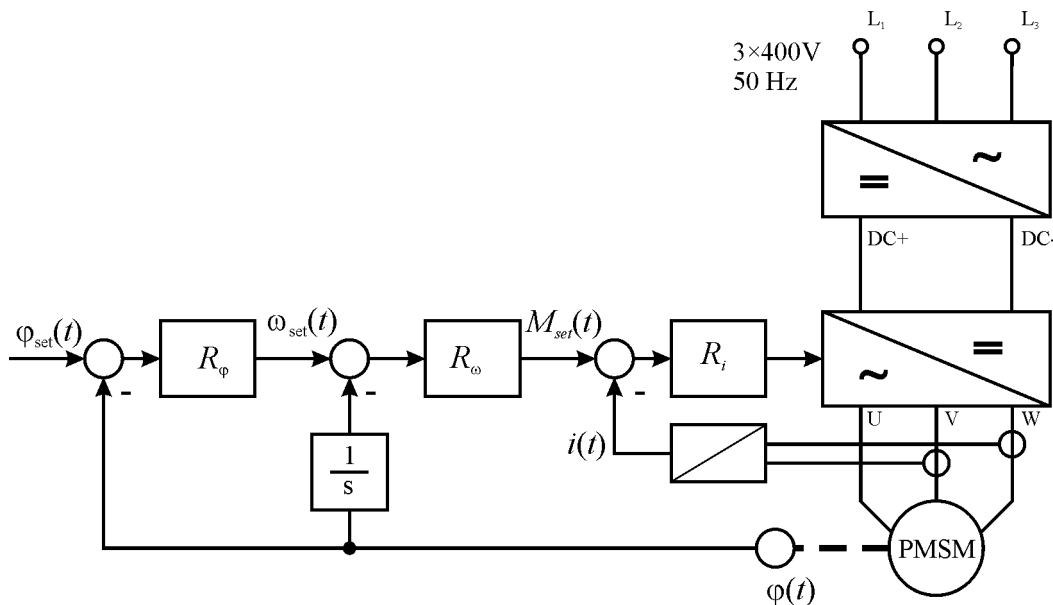 L₁ L₂ L₃
3×400V
50 Hz
~
=
DC+ DC-
φset(t) Rφ ωset(t) Rω Mset(t) Ri
=
~
- - -
U V W
i(t)
1
s
PMSM
φ(t)